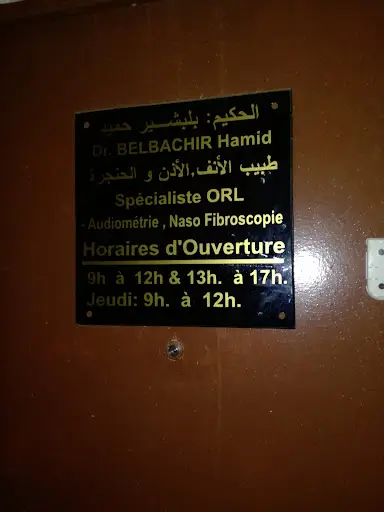 الحكيم: بلبشير حميد
Dr. BELBACHIR Hamid
طبيب الأنف,الأذن و الحنجرة
Spécialiste ORL
- Audiométrie , Naso Fibroscopie
Horaires d'Ouverture
9h à 12h & 13h. à 17h.
Jeudi: 9h. à 12h.